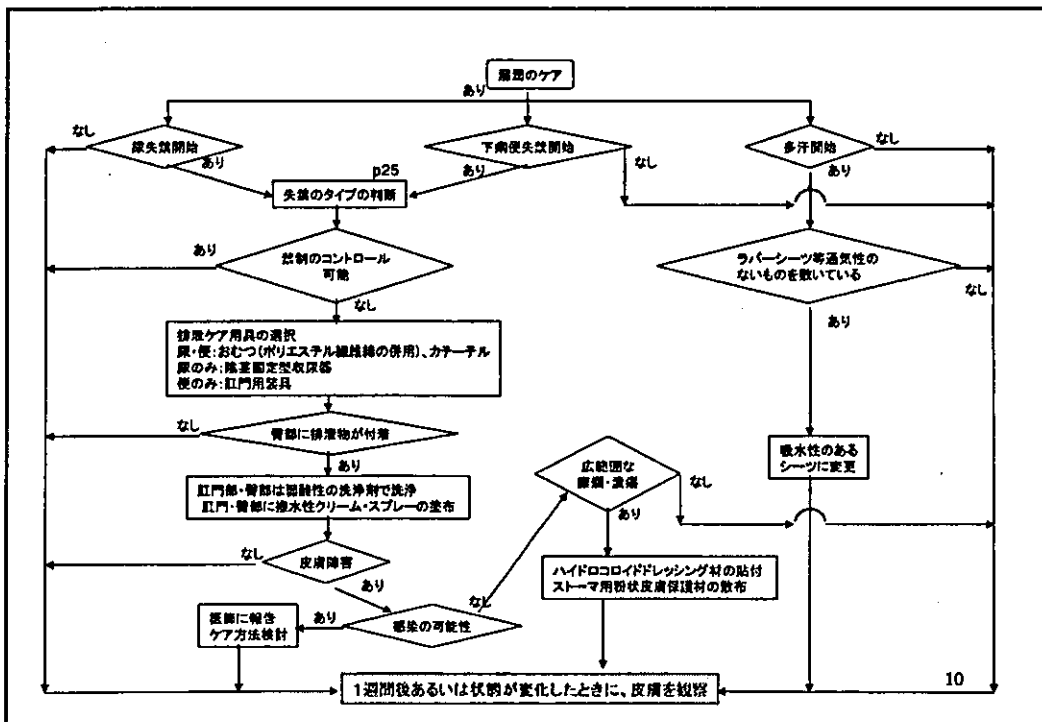 湿潤のケア
あり
なし
尿失禁開始
あり
下痢便失禁開始
なし
あり
多汗開始
なし
あり
p25
失禁のタイプの判断
あり
禁制のコントロール
可能
なし
ラバーシーツ等通気性の
ないものを敷いている
なし
あり
排泄ケア用具の選択
尿・便:おむつ(ポリエステル繊維綿の併用)、カテーテル
尿のみ:陰茎固定型収尿器
便のみ:肛門用装具
なし
臀部に排泄物が付着
あり
吸水性のある
シーツに変更
肛門部・臀部は弱酸性の洗浄剤で洗浄
肛門・臀部に撥水性クリーム・スプレーの塗布
広範囲な
糜爛・潰瘍
なし
あり
なし
皮膚障害
あり
ハイドロコロイドドレッシング材の貼付
ストーマ用粉状皮膚保護材の散布
なし
感染の可能性
あり
医師に報告
ケア方法検討
1週間後あるいは状態が変化したときに、皮膚を観察
10